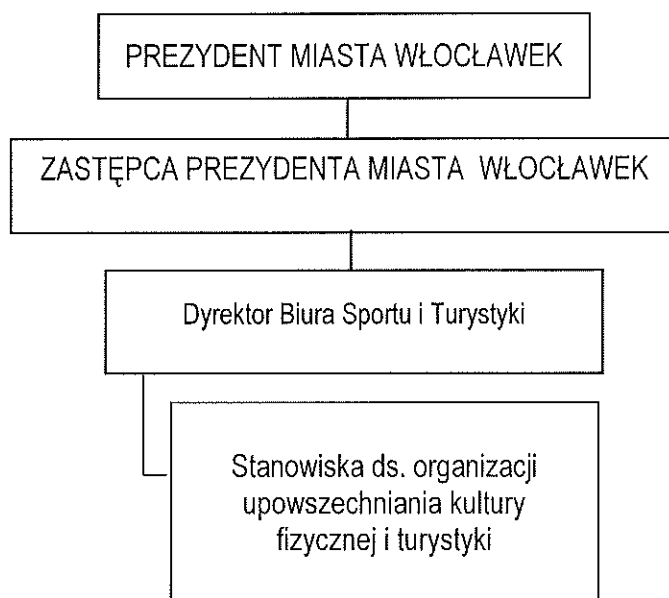 PREZYDENT MIASTA WŁOCŁAWEK
ZASTĘPCA PREZYDENTA MIASTA WŁOCŁAWEK
Dyrektor Biura Sportu i Turystyki
Stanowiska ds. organizacji
upowszechniania kultury
fizycznej i turystyki